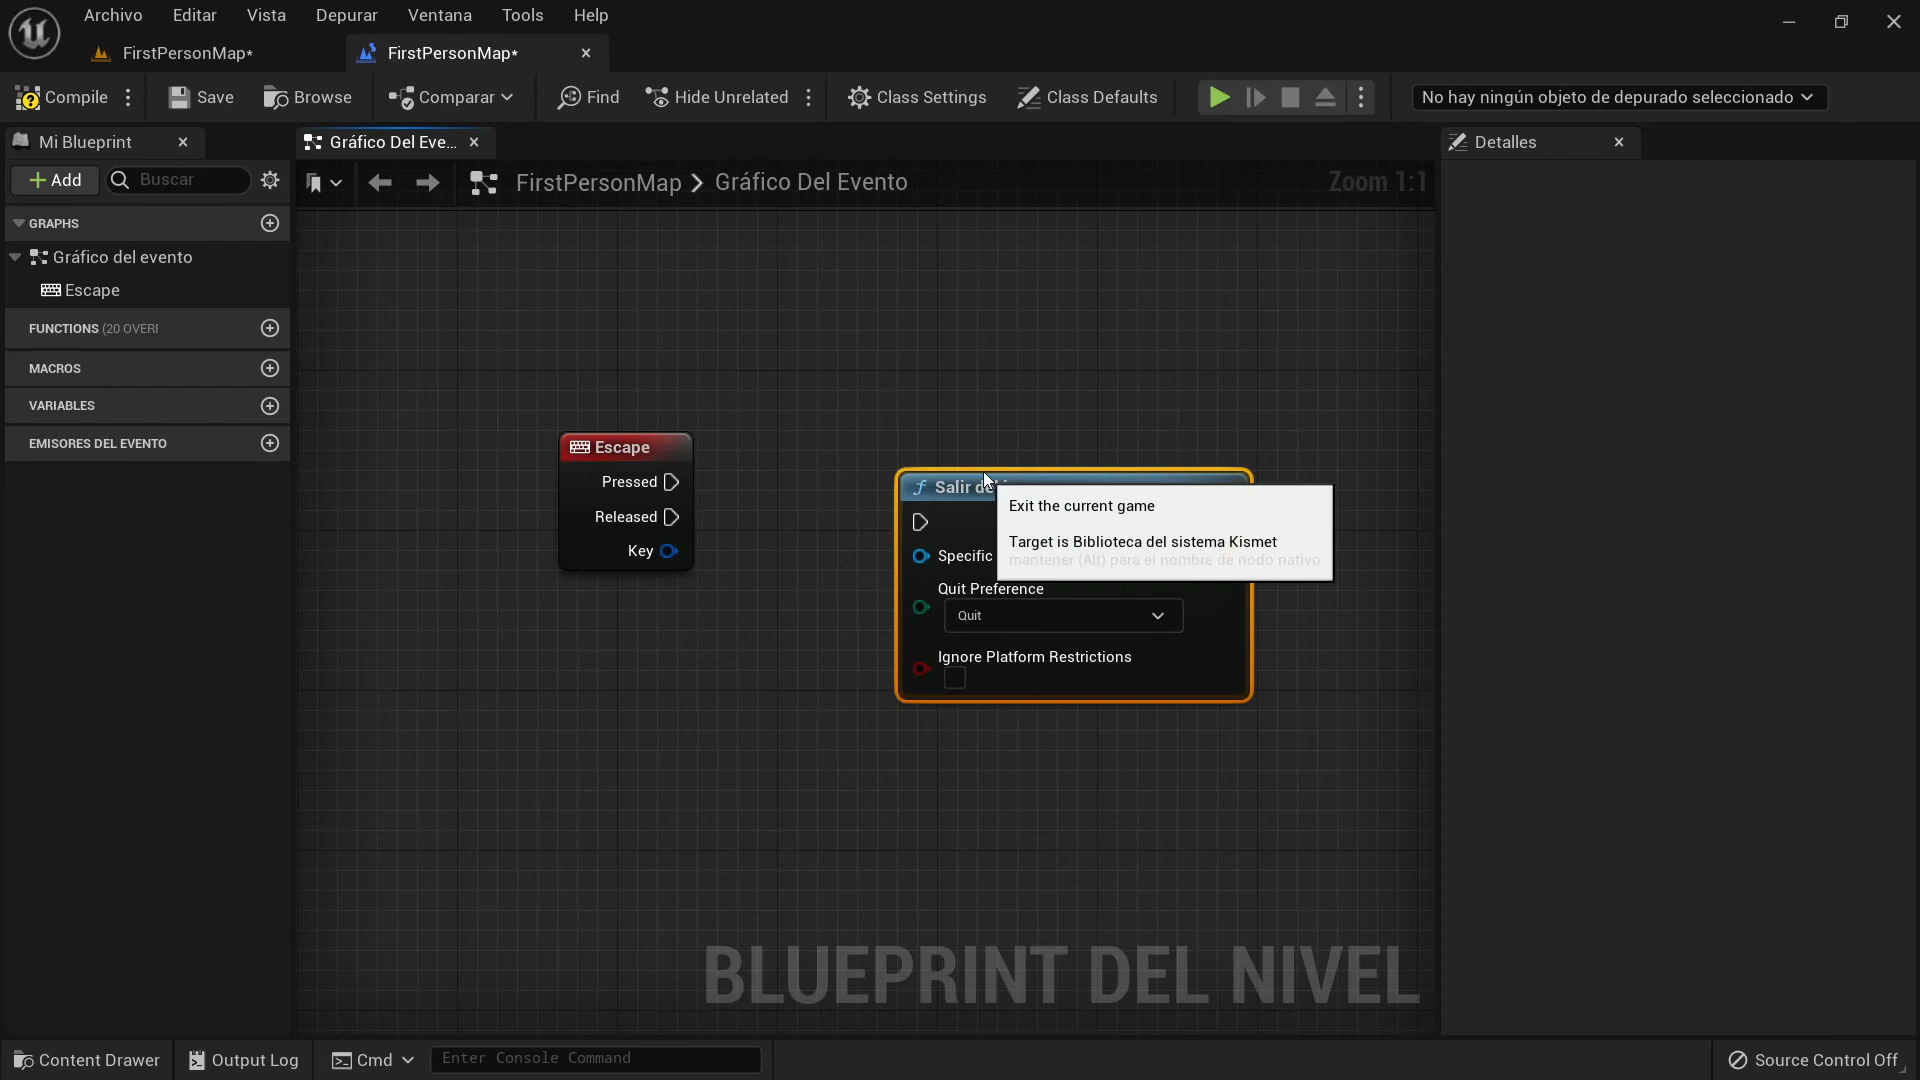 Archivo Editar Vista Depurar Ventana Tools Help
FirstPersonMap* FirstPersonMap*
Compile Save Browse Comparar Find Hide Unrelated Class Settings Class Defaults No hay ningún objeto de depurado seleccionado
Mi Blueprint Gráfico Del Eve... Detalles
Add Buscar FirstPersonMap Gráfico Del Evento Zoom 1:1
GRAPHS
Gráfico del evento
Escape
FUNCTIONS (20 OVERI
MACROS
VARIABLES
EMISORES DEL EVENTO
Escape
Pressed
Released
Key
Salir del
Exit the current game
Target is Biblioteca del sistema Kismet
mantener (Alt) para el nombre de nodo nativo
Specific
Quit Preference
Quit
Ignore Platform Restrictions
BLUEPRINT DEL NIVEL
Content Drawer Output Log Cmd Enter Console Command Source Control Off